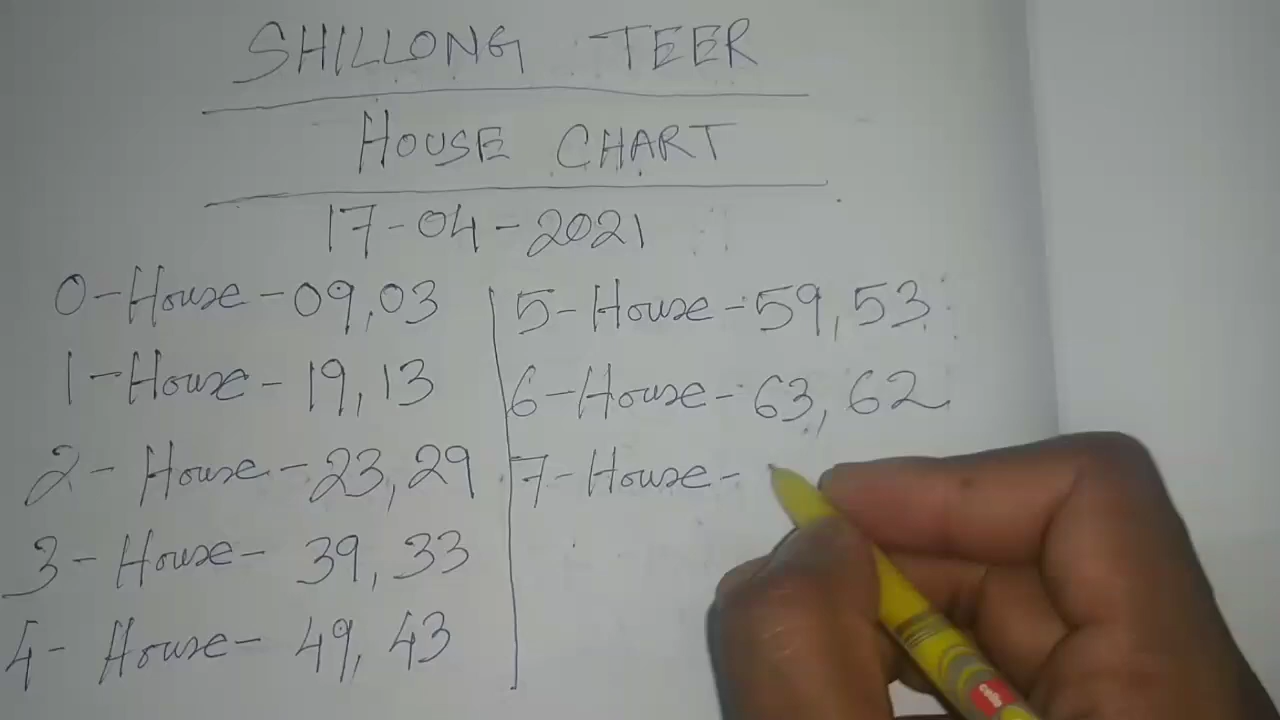 SHILLONG TEER
HOUSE CHART
17-04-2021
0-House-09,03
1-House-19,13
2-House-23,29
3-House-39,33
4-House-49,43
5-House-59,53
6-House-63,62
7-House-
cello